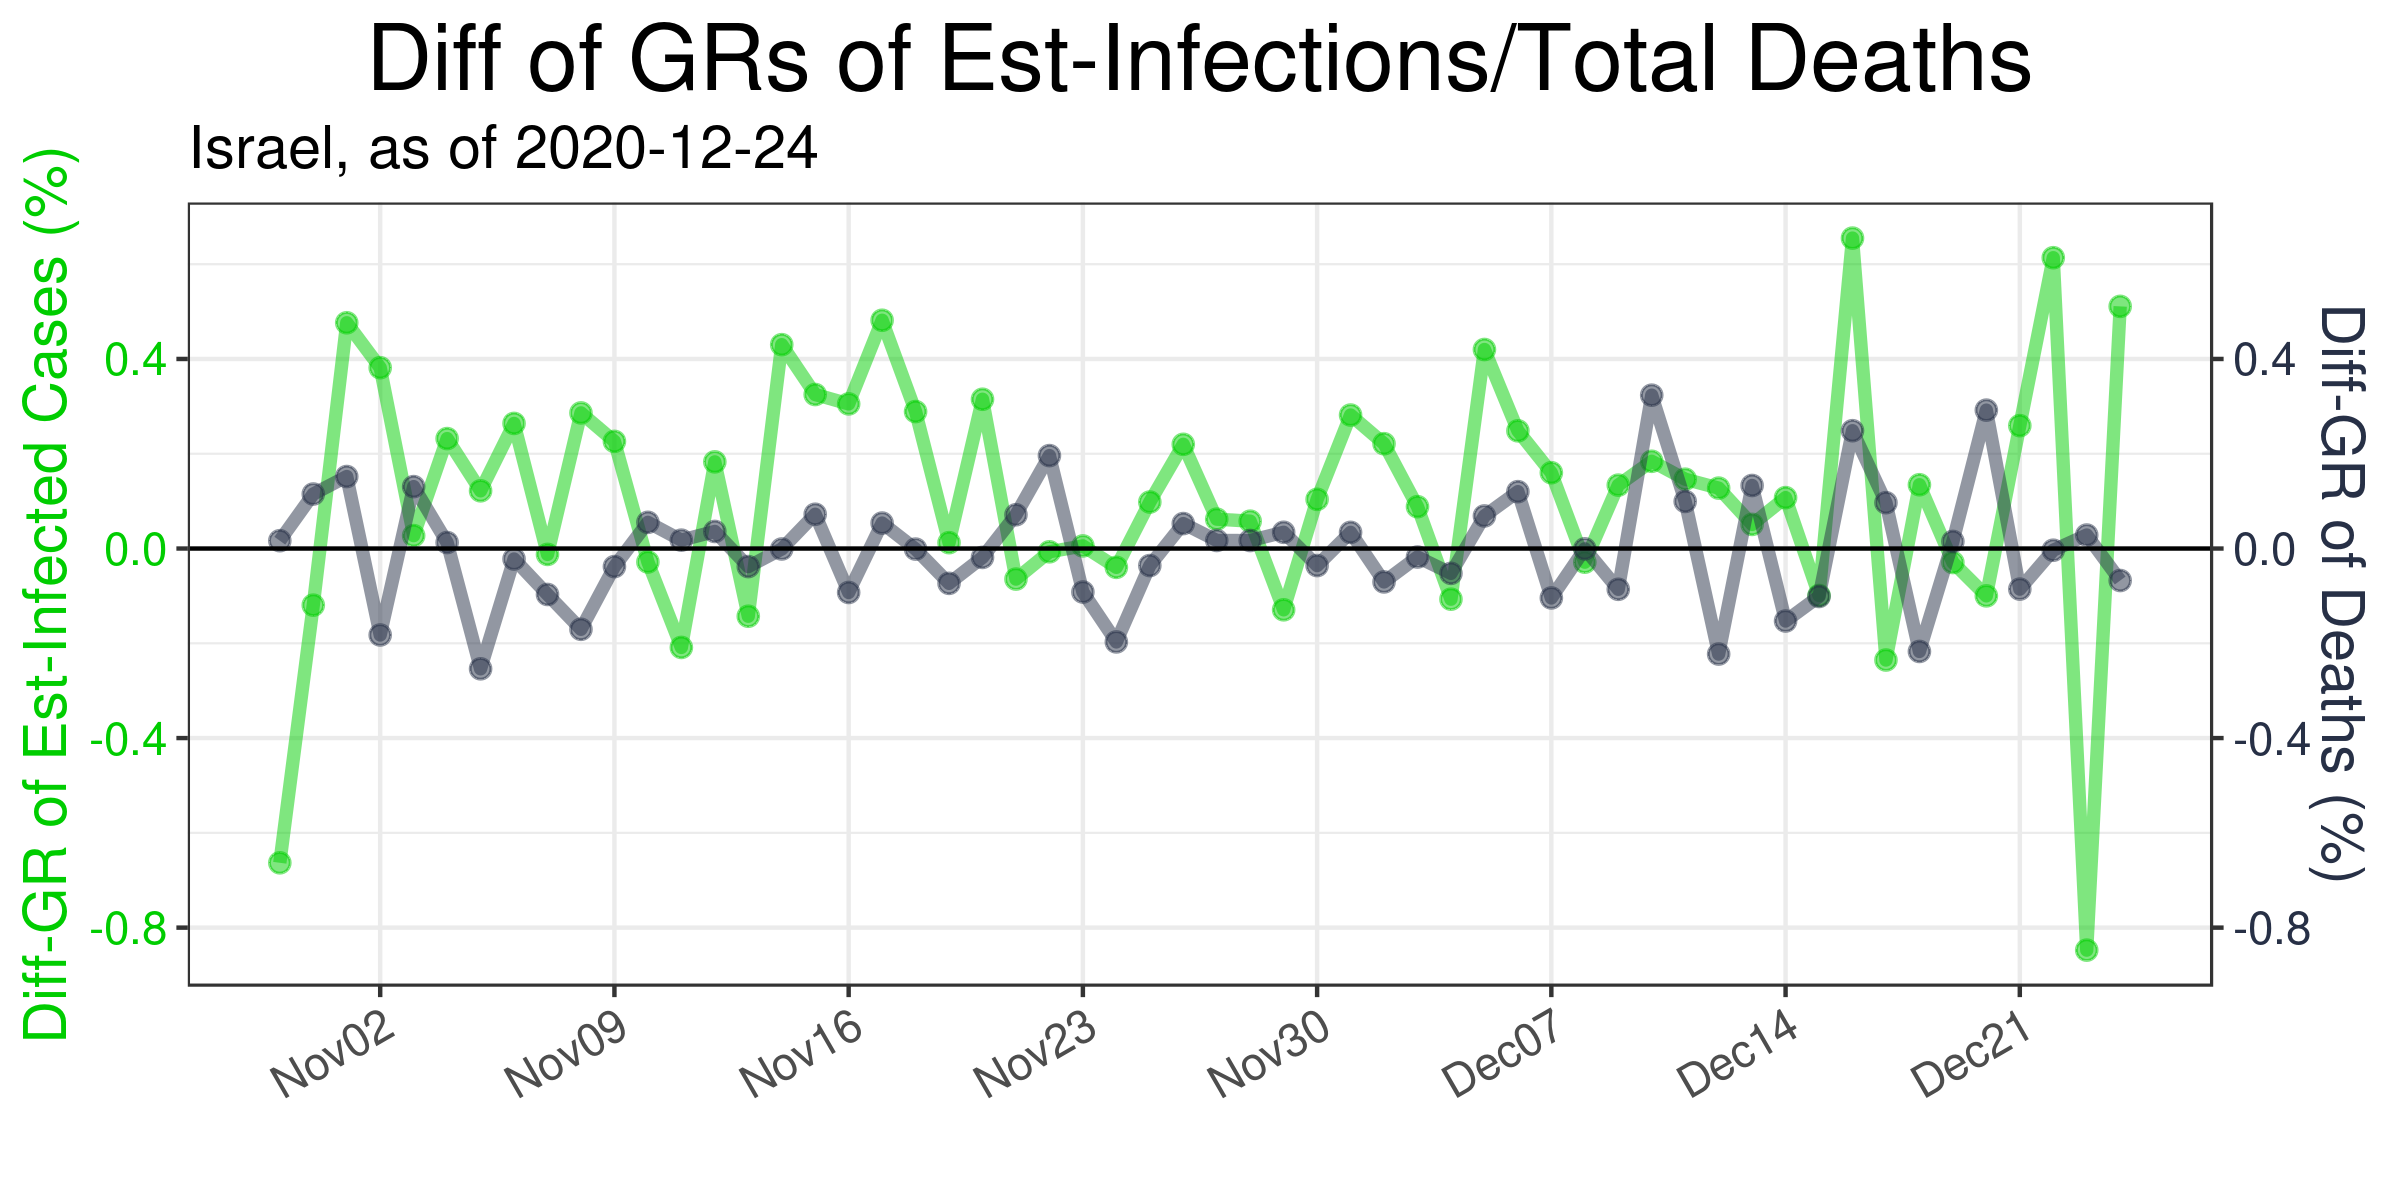 Diff of GRs of Est-Infections/Total Deaths
Israel, as of 2020-12-24
Diff-GR of Est-Infected Cases (%)
0.4
0.0
-0.4
-0.8
0.4
0.0
-0.4
-0.8
Diff-GR of Deaths (%)
Nov02
Nov09
Nov16
Nov23
Nov30
Dec07
Dec14
Dec21